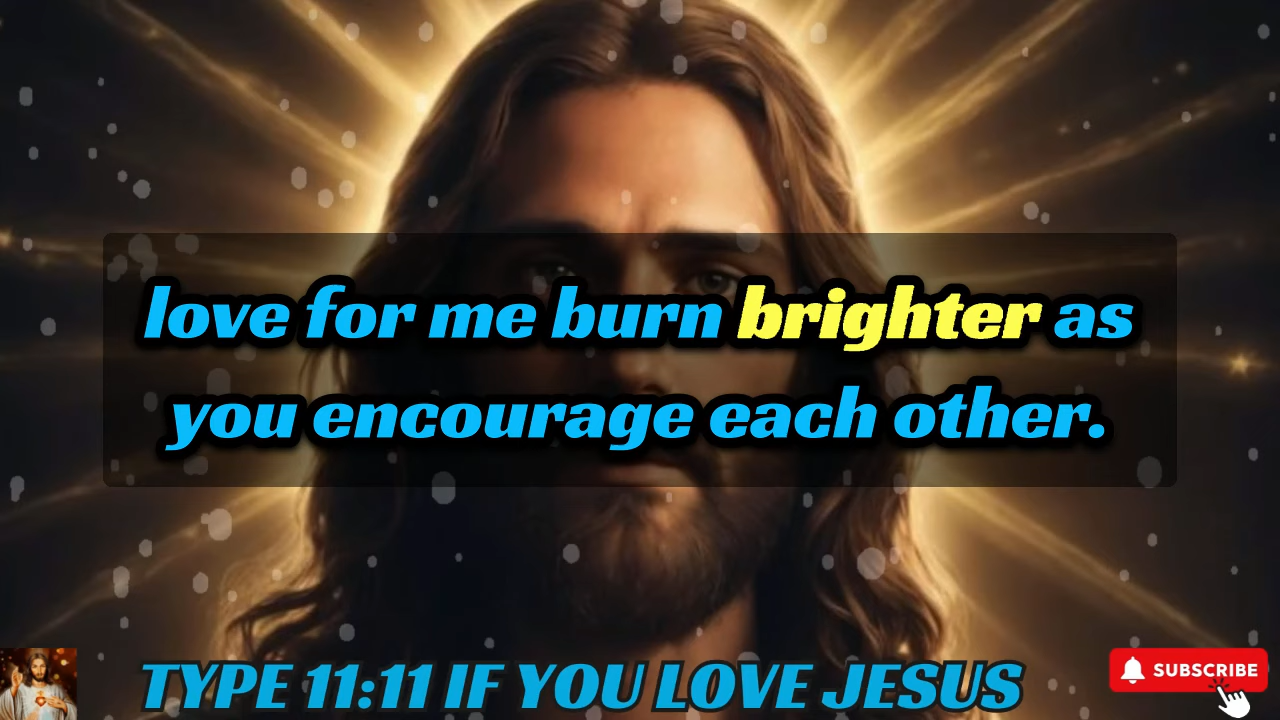 love for me burn brighter as
you encourage each other.
TYPE 11:11 IF YOU LOVE JESUS
SUBSCRIBE